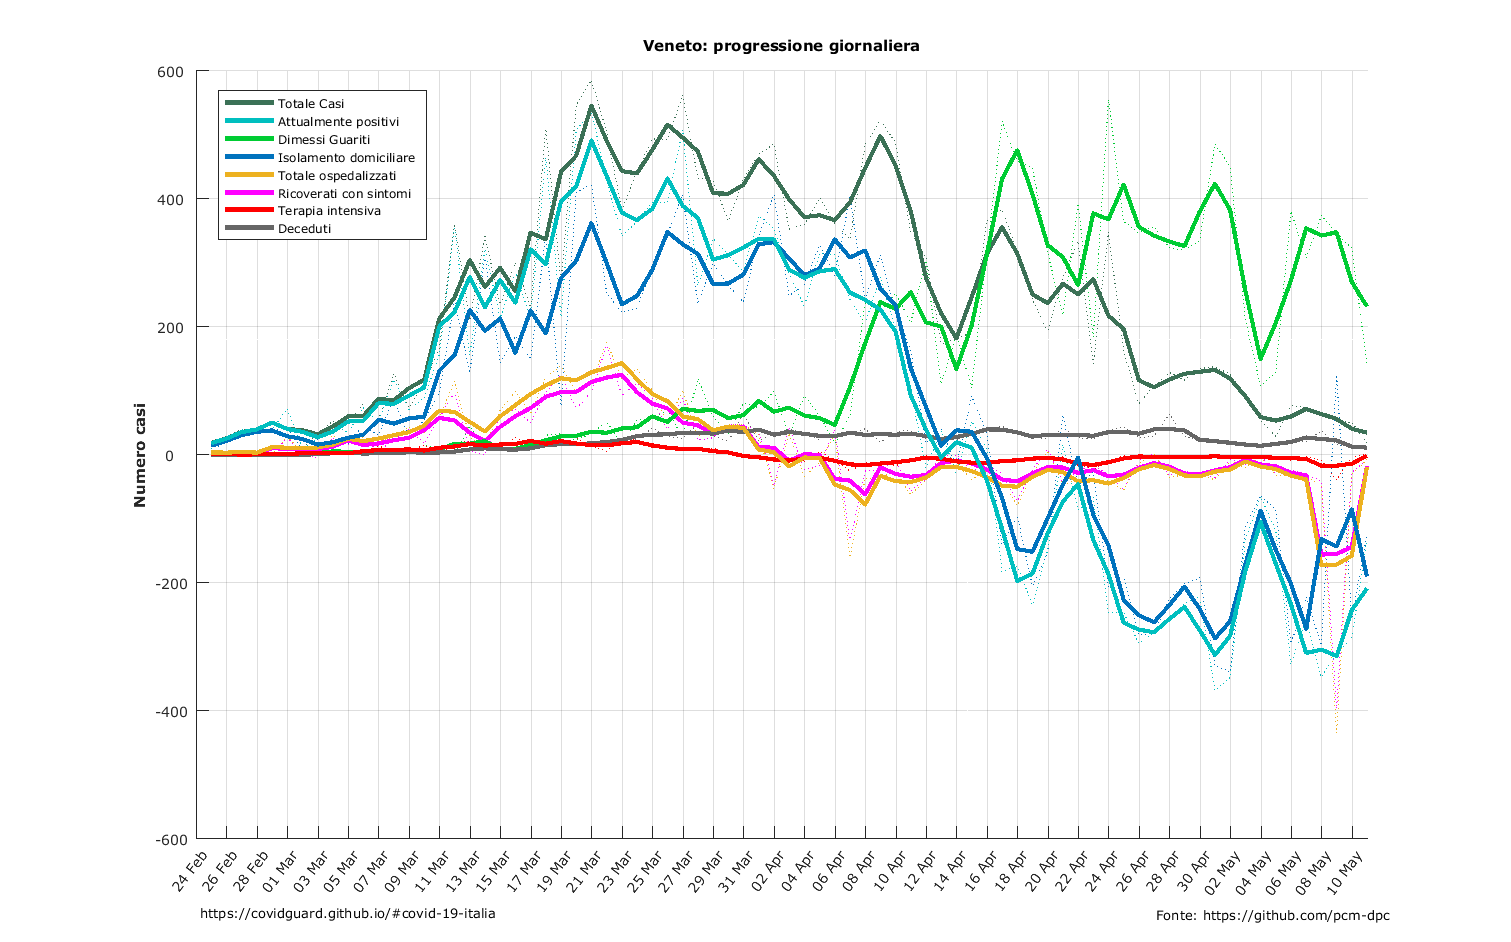 Veneto: progressione giornaliera
600
400
200
0
-200
-400
-600
Numero casi
Totale Casi
Attualmente positivi
Dimessi Guariti
Isolamento domiciliare
Totale ospedalizzati
Ricoverati con sintomi
Terapia intensiva
Deceduti
24 Feb
26 Feb
28 Feb
01 Mar
03 Mar
05 Mar
07 Mar
09 Mar
11 Mar
13 Mar
15 Mar
17 Mar
19 Mar
21 Mar
23 Mar
25 Mar
27 Mar
29 Mar
31 Mar
02 Apr
04 Apr
06 Apr
08 Apr
10 Apr
12 Apr
14 Apr
16 Apr
18 Apr
20 Apr
22 Apr
24 Apr
26 Apr
28 Apr
30 Apr
02 May
04 May
06 May
08 May
10 May
https://covidguard.github.io/#covid-19-italia
Fonte: https://github.com/pcm-dpc